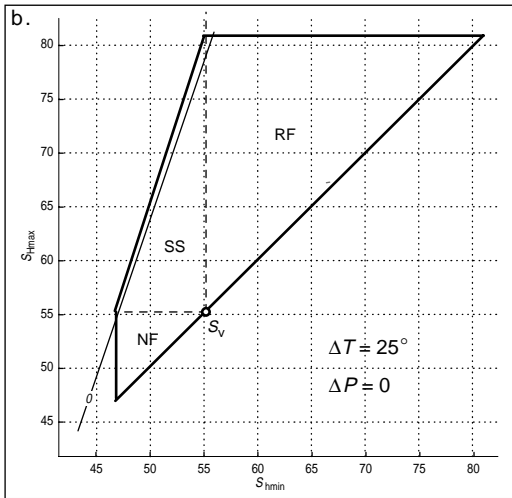 b.
80
75
70
65
60
55
50
45
S_Hmax
RF
SS
NF
S_v
0
ΔT = 25°
ΔP = 0
45 50 55 60 65 70 75 80
S_hmin